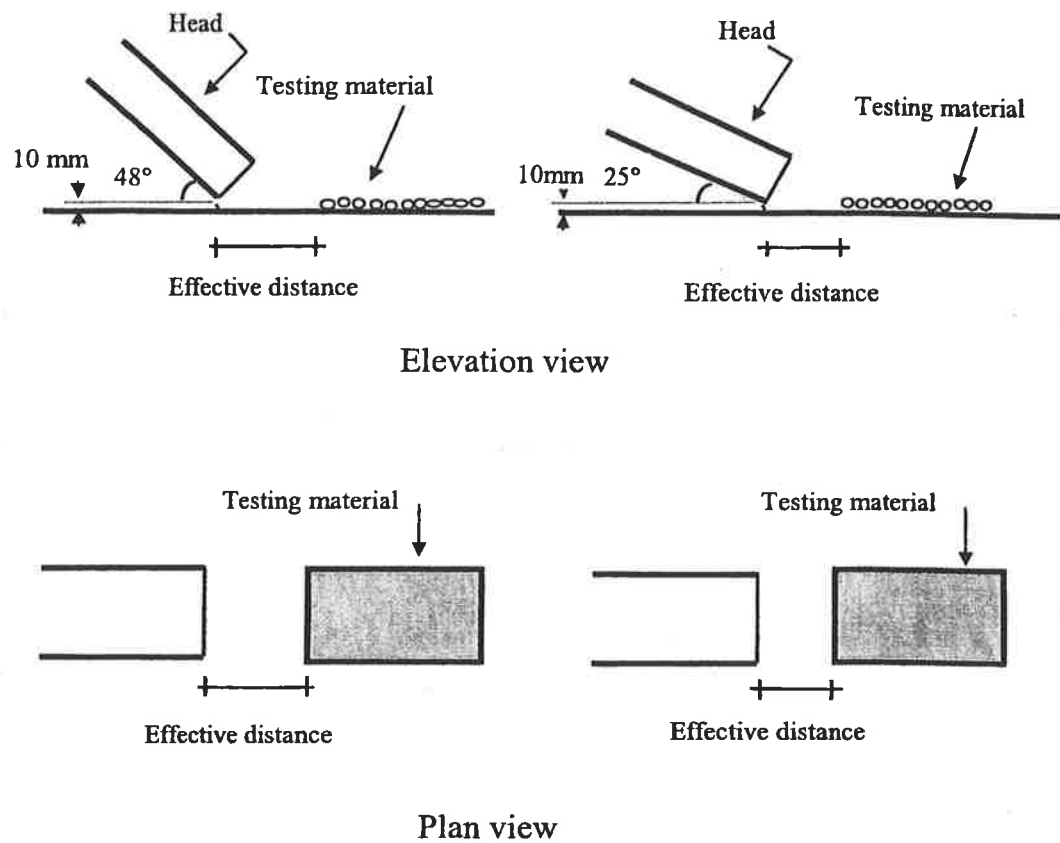 Head
Testing material
10 mm
48°
Effective distance
Head
Testing material
10mm
25°
Effective distance
Elevation view
Testing material
Effective distance
Testing material
Effective distance
Plan view